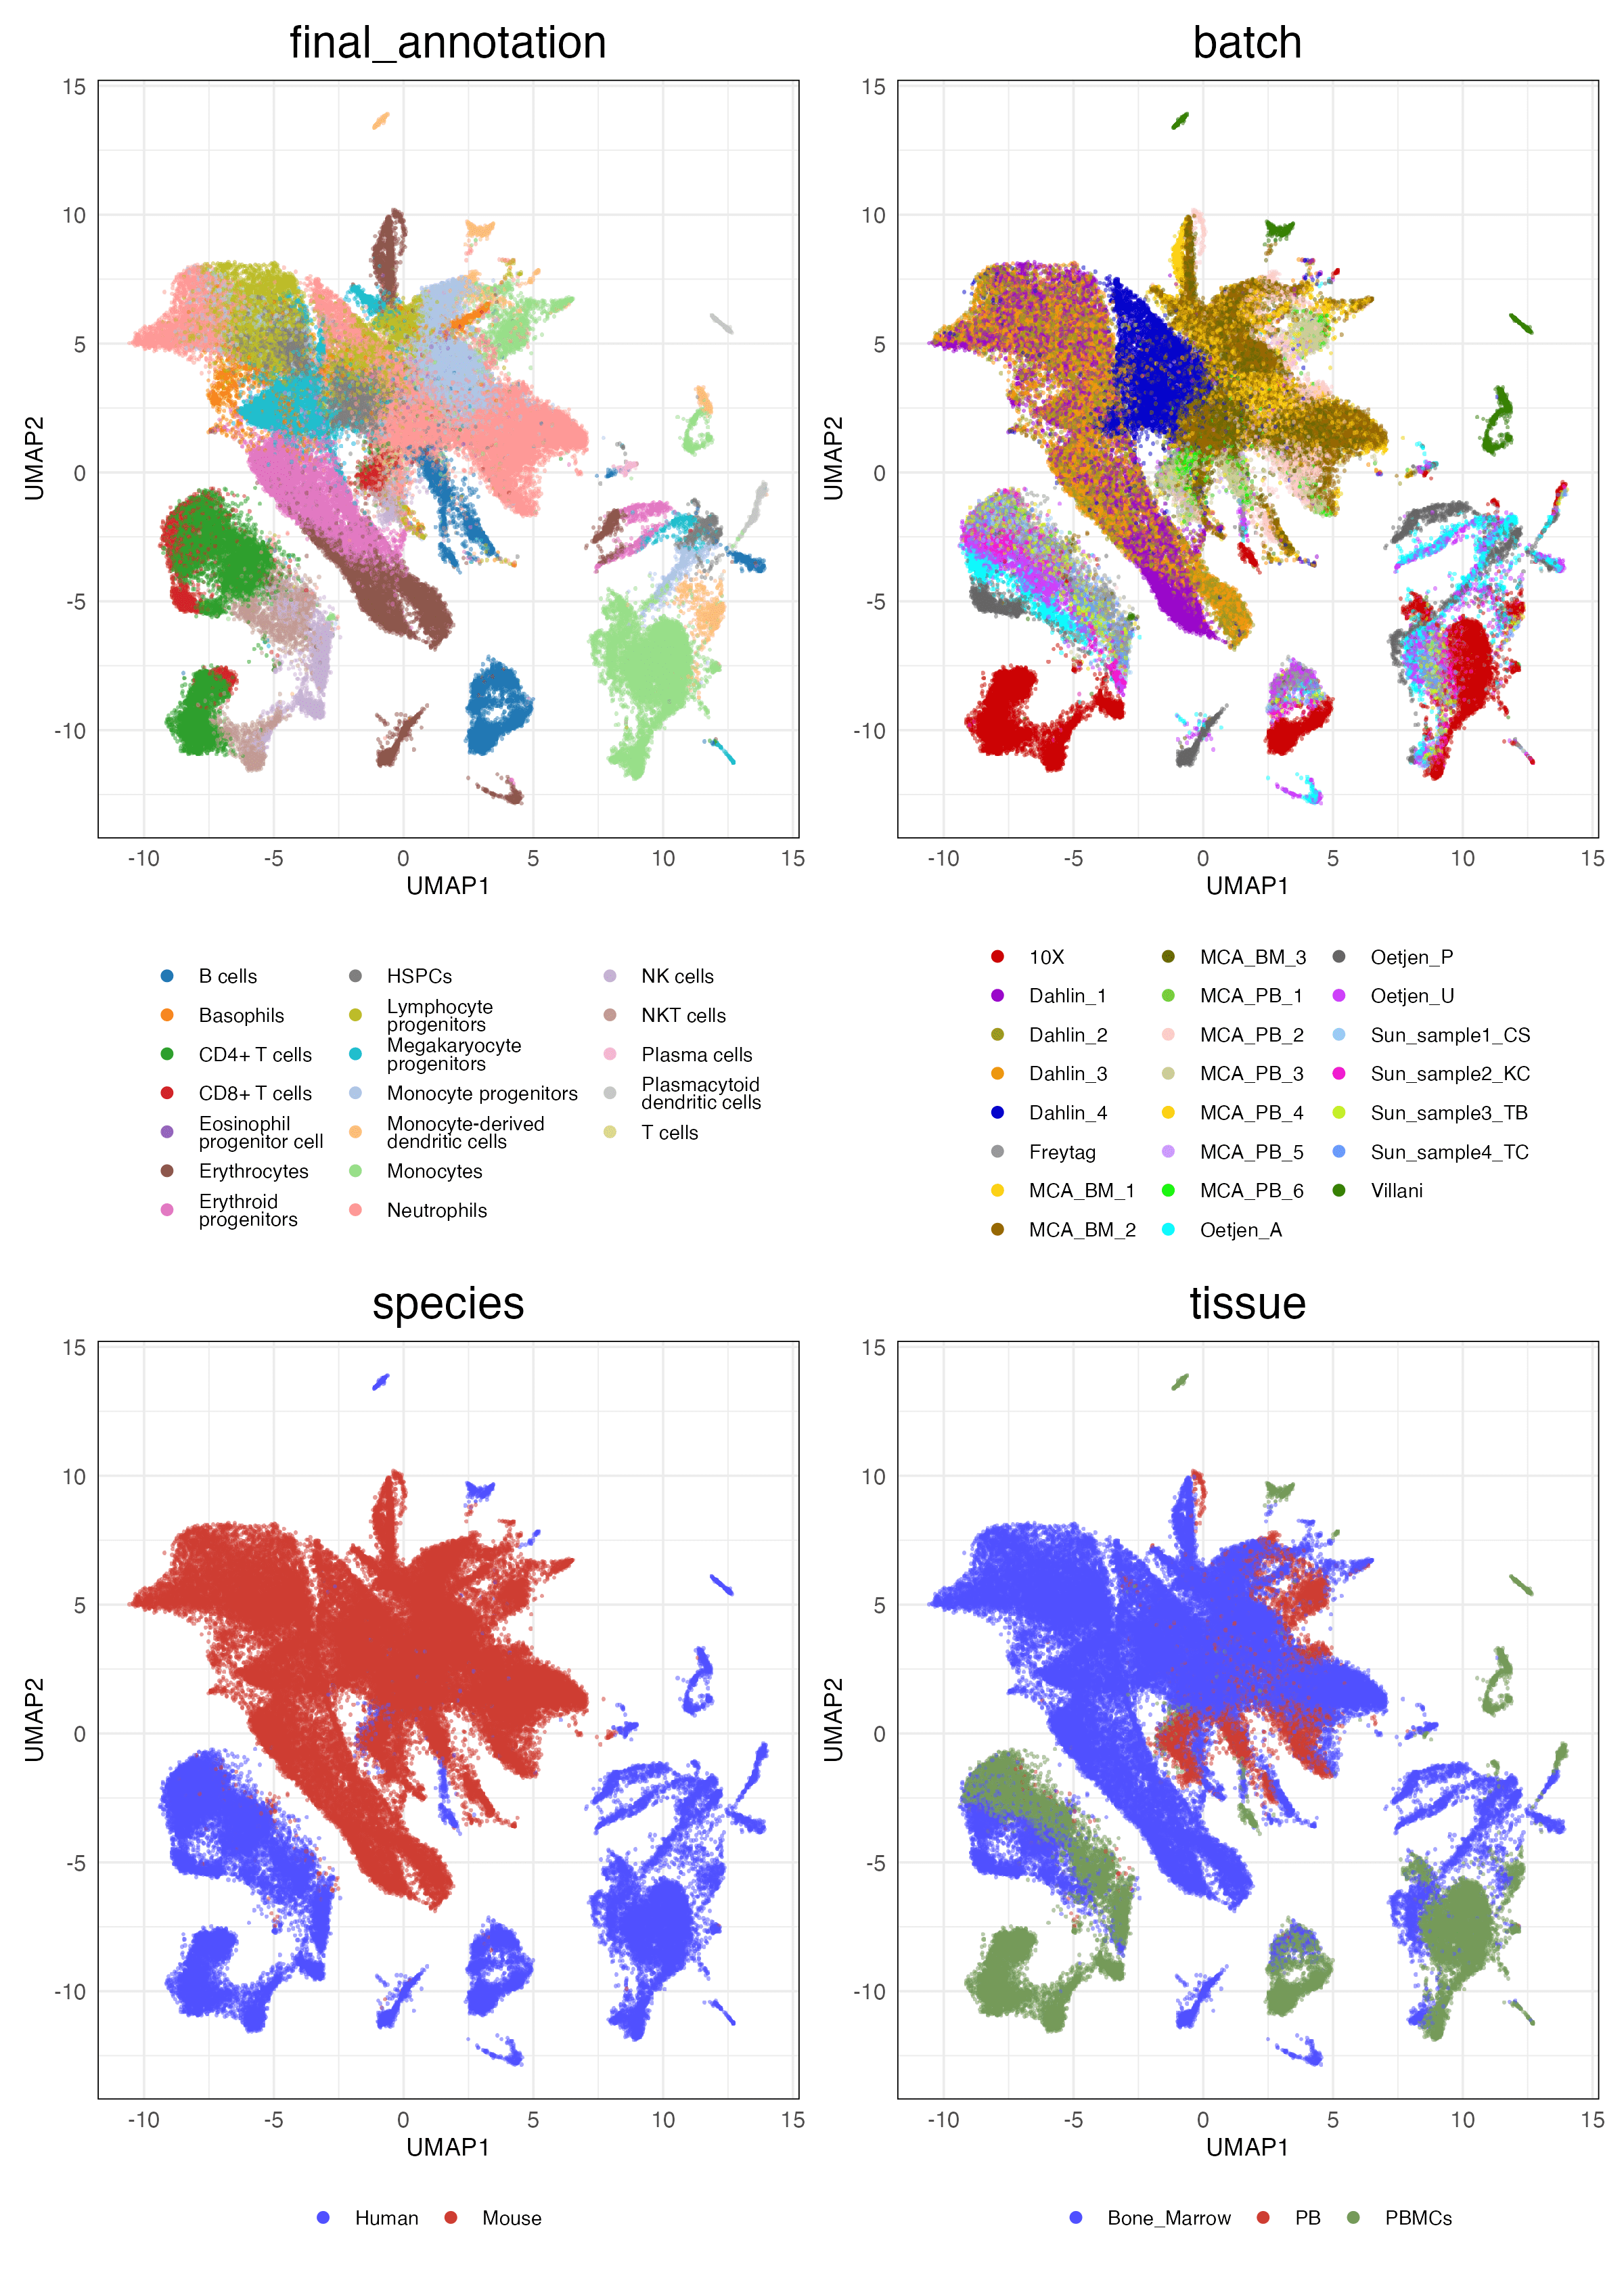 final_annotation
batch
15
10
5
0
-5
-10
UMAP2
-10
-5
0
5
10
15
UMAP1
15
10
5
0
-5
-10
UMAP2
-10
-5
0
5
10
15
UMAP1
B cells
Basophils
CD4+ T cells
CD8+ T cells
Eosinophil
progenitor cell
Erythrocytes
Erythroid
progenitors
HSPCs
Lymphocyte
progenitors
Megakaryocyte
progenitors
Monocyte progenitors
Monocyte-derived
dendritic cells
Monocytes
Neutrophils
NK cells
NKT cells
Plasma cells
Plasmacytoid
dendritic cells
T cells
10X
Dahlin_1
Dahlin_2
Dahlin_3
Dahlin_4
Freytag
MCA_BM_1
MCA_BM_2
MCA_BM_3
MCA_PB_1
MCA_PB_2
MCA_PB_3
MCA_PB_4
MCA_PB_5
MCA_PB_6
Oetjen_A
Oetjen_P
Oetjen_U
Sun_sample1_CS
Sun_sample2_KC
Sun_sample3_TB
Sun_sample4_TC
Villani
species
tissue
15
10
5
0
-5
-10
UMAP2
-10
-5
0
5
10
15
UMAP1
15
10
5
0
-5
-10
UMAP2
-10
-5
0
5
10
15
UMAP1
Human
Mouse
Bone_Marrow
PB
PBMCs